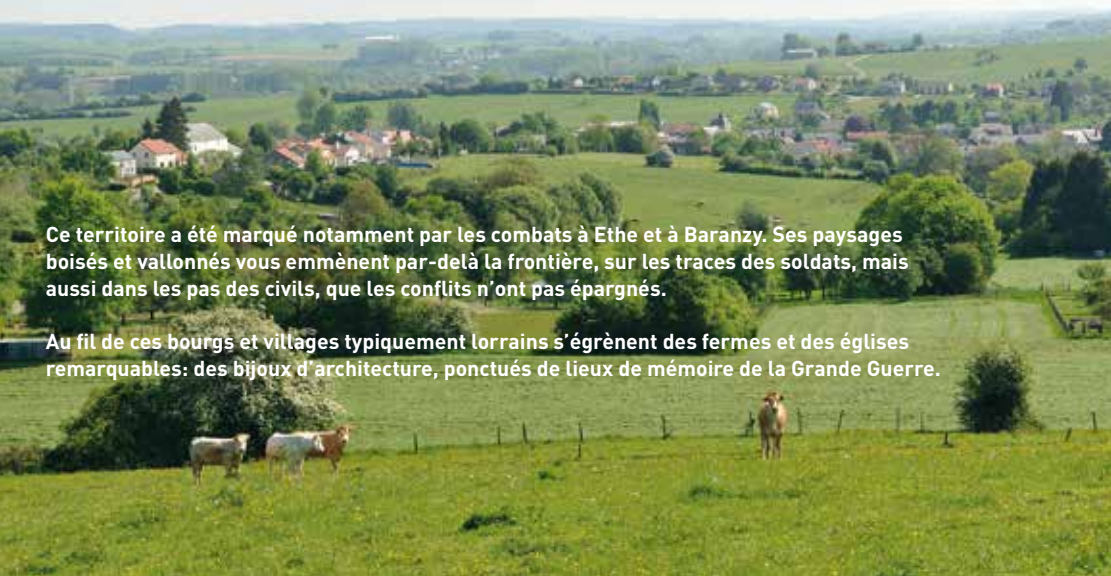 Ce territoire a été marqué notamment par les combats à Ethe et à Baranzy. Ses paysages
boisés et vallonnés vous emmènent par-delà la frontière, sur les traces des soldats, mais
aussi dans les pas des civils, que les conflits n'ont pas épargnés.
Au fil de ces bourgs et villages typiquement lorrains s'égrènent des fermes et des églises
remarquables: des bijoux d'architecture, ponctués de lieux de mémoire de la Grande Guerre.